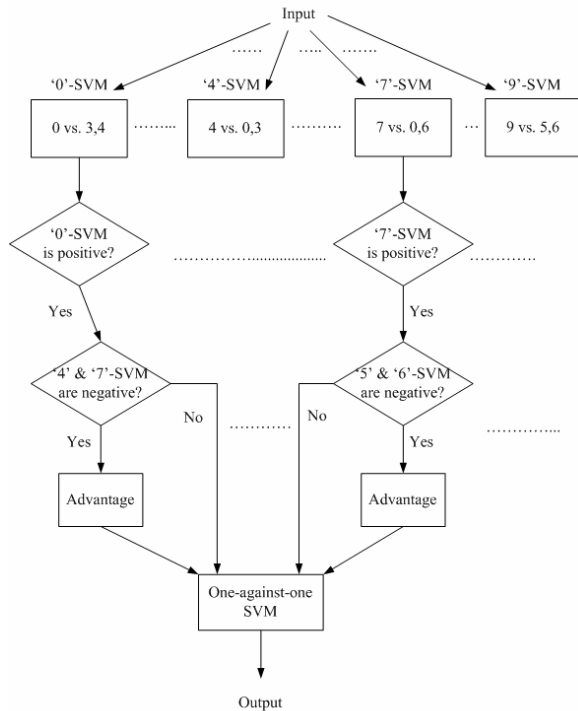 Input
‘0’-SVM
‘4’-SVM
‘7’-SVM
‘9’-SVM
0 vs. 3,4
4 vs. 0,3
7 vs. 0,6
9 vs. 5,6
‘0’-SVM
is positive?
‘7’-SVM
is positive?
Yes
Yes
‘4’ & ‘7’-SVM
are negative?
‘5’ & ‘6’-SVM
are negative?
No
No
Yes
Yes
Advantage
Advantage
One-against-one
SVM
Output